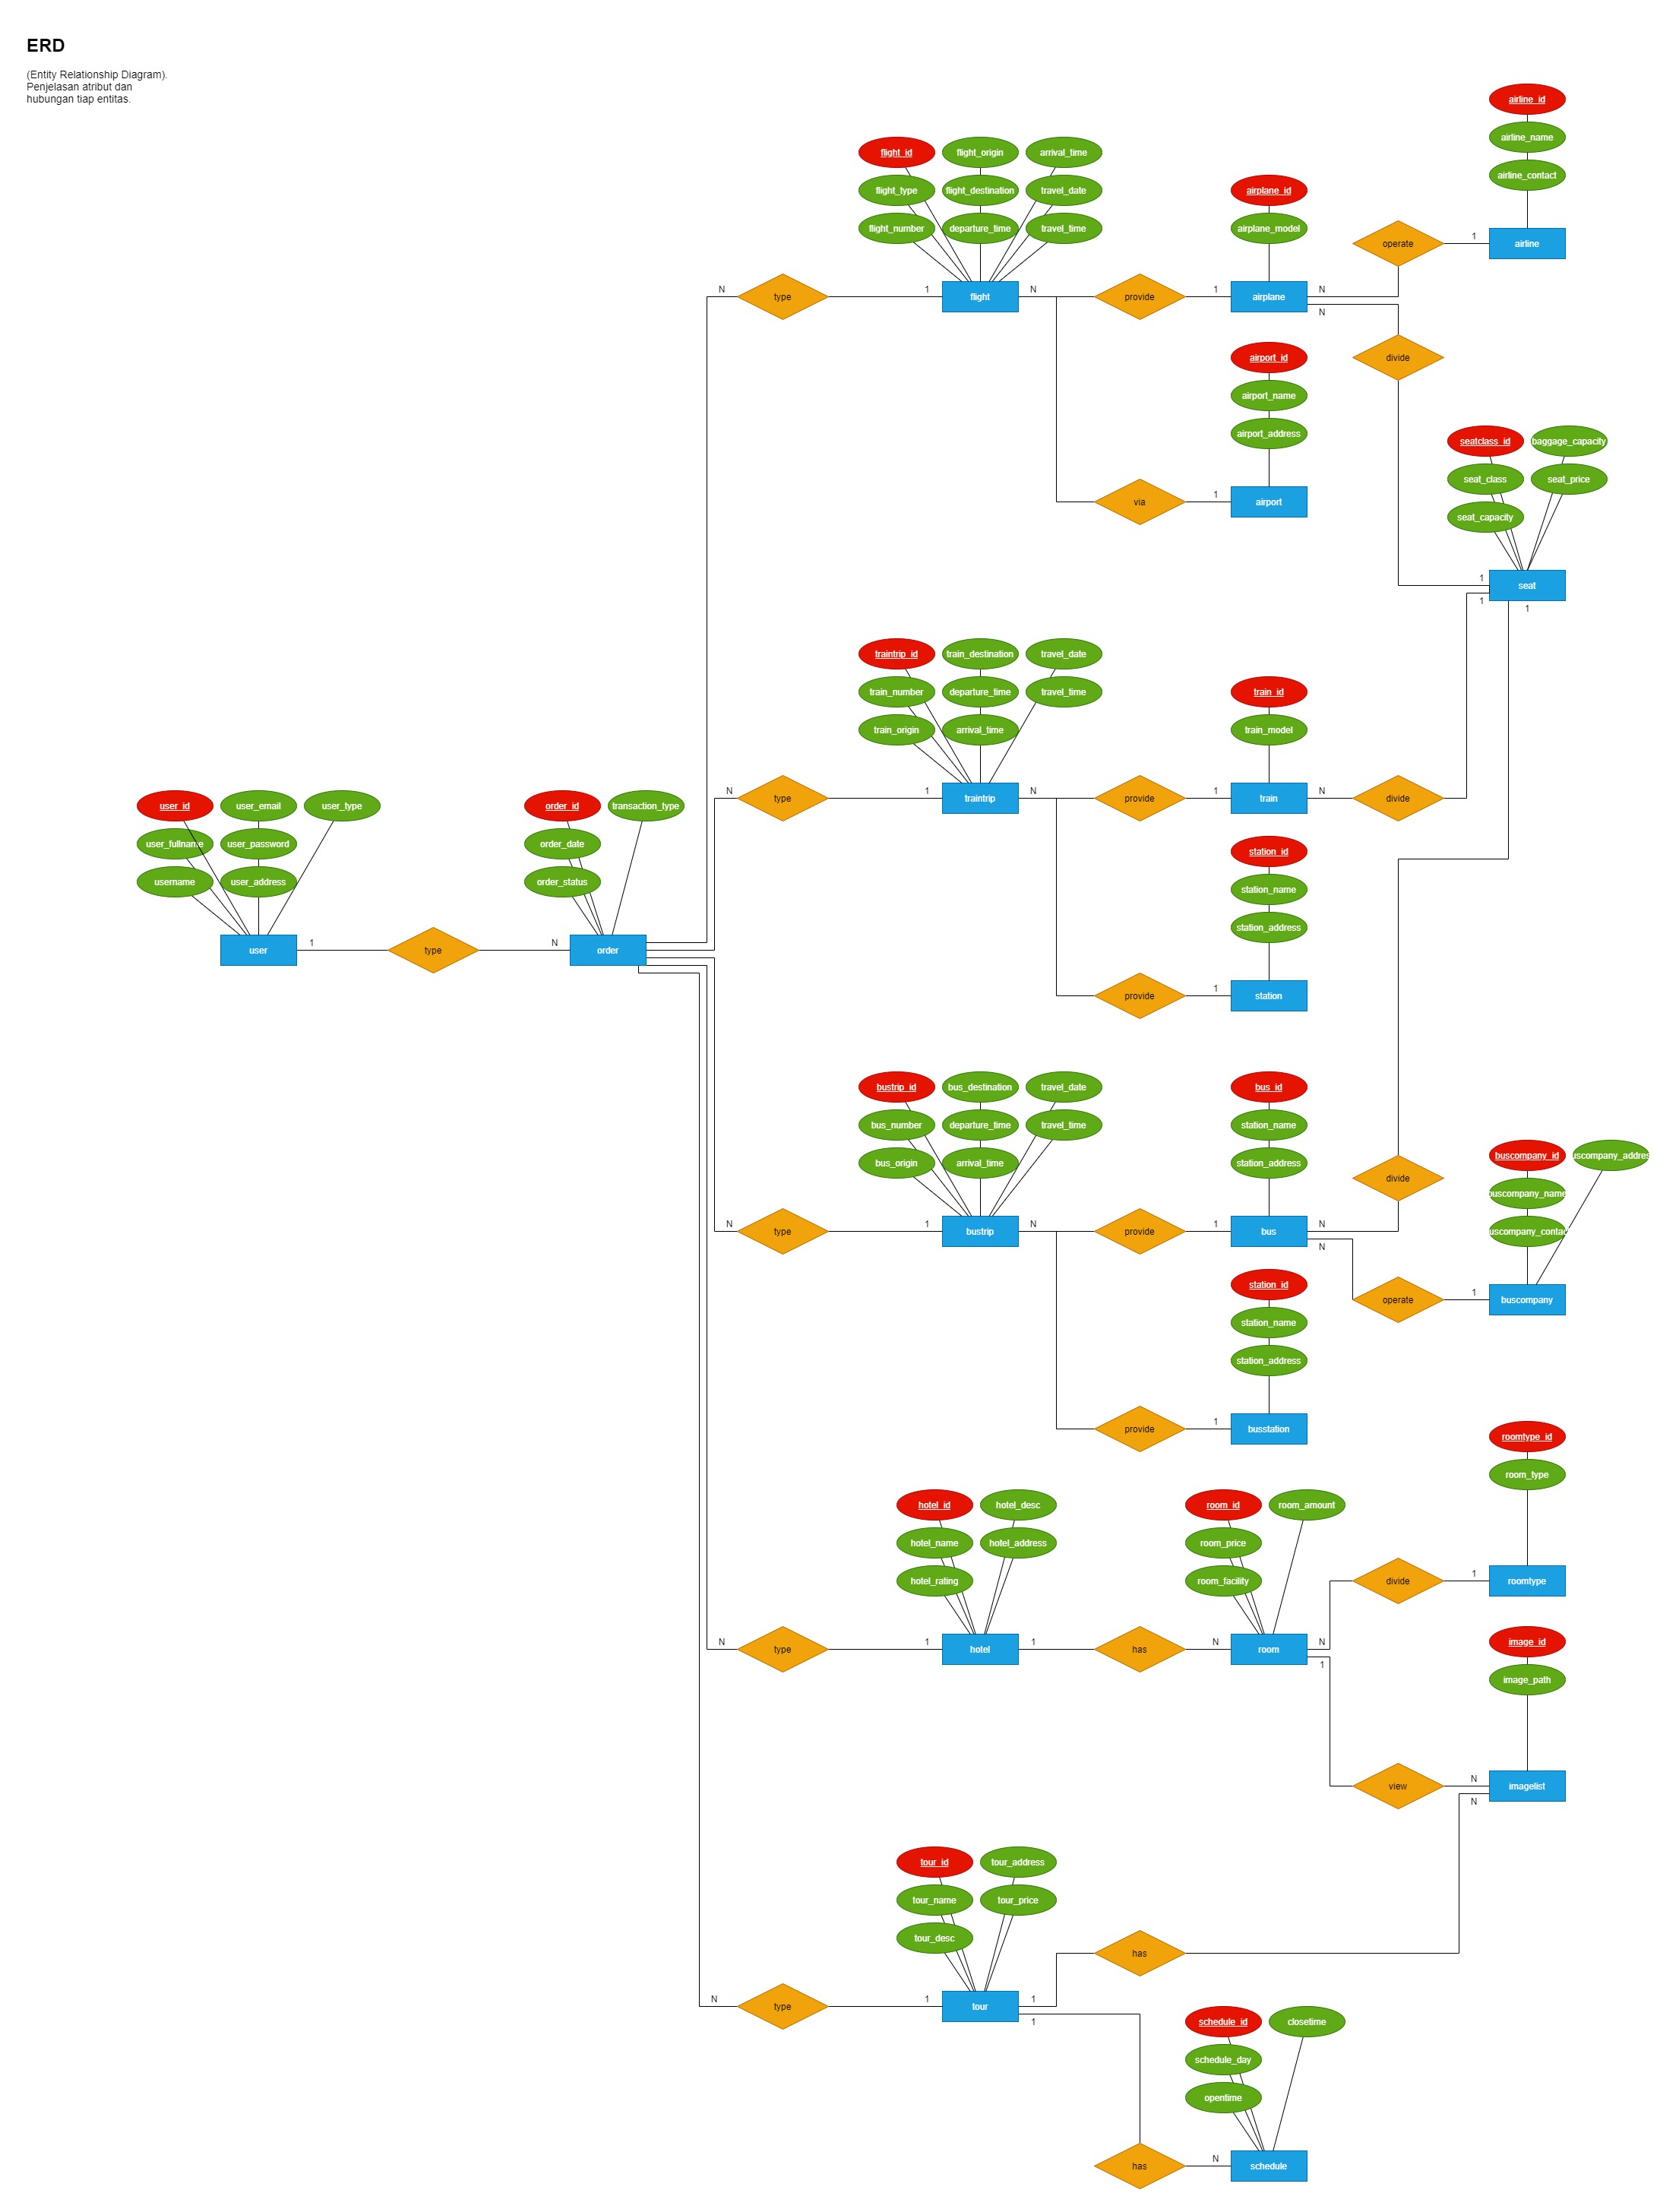 ERD
(Entity Relationship Diagram).
Penjelasan atribut dan
hubungan tiap entitas.
airline_id
airline_name
airline_contact
operate
1
airline
flight_id
flight_origin
arrival_time
flight_type
flight_destination
travel_date
flight_number
departure_time
travel_time
airplane_id
airplane_model
N
type
1
flight
N
provide
1
airplane
N
N
divide
airport_id
airport_name
airport_address
via
1
airport
seatclass_id
baggage_capacity
seat_class
seat_price
seat_capacity
1
seat
1
1
traintrip_id
train_destination
travel_date
train_number
departure_time
travel_time
train_origin
arrival_time
train_id
train_model
N
type
1
traintrip
N
provide
1
train
N
divide
station_id
station_name
station_address
provide
1
station
user_id
user_email
user_type
user_fullname
user_password
username
user_address
order_id
transaction_type
order_date
order_status
user
1
type
N
order
bustrip_id
bus_destination
travel_date
bus_number
departure_time
travel_time
bus_origin
arrival_time
bus_id
station_name
station_address
divide
N
type
1
bustrip
N
provide
1
bus
N
N
buscompany_id
uscompany_addres
buscompany_name
uscompany_contac
operate
1
buscompany
station_id
station_name
station_address
provide
1
busstation
roomtype_id
room_type
divide
1
roomtype
hotel_id
hotel_desc
hotel_name
hotel_address
hotel_rating
room_id
room_amount
room_price
room_facility
N
type
1
hotel
1
has
N
room
N
1
image_id
image_path
view
N
imagelist
N
tour_id
tour_address
tour_name
tour_price
tour_desc
has
N
type
1
tour
1
1
schedule_id
closetime
schedule_day
opentime
has
N
schedule